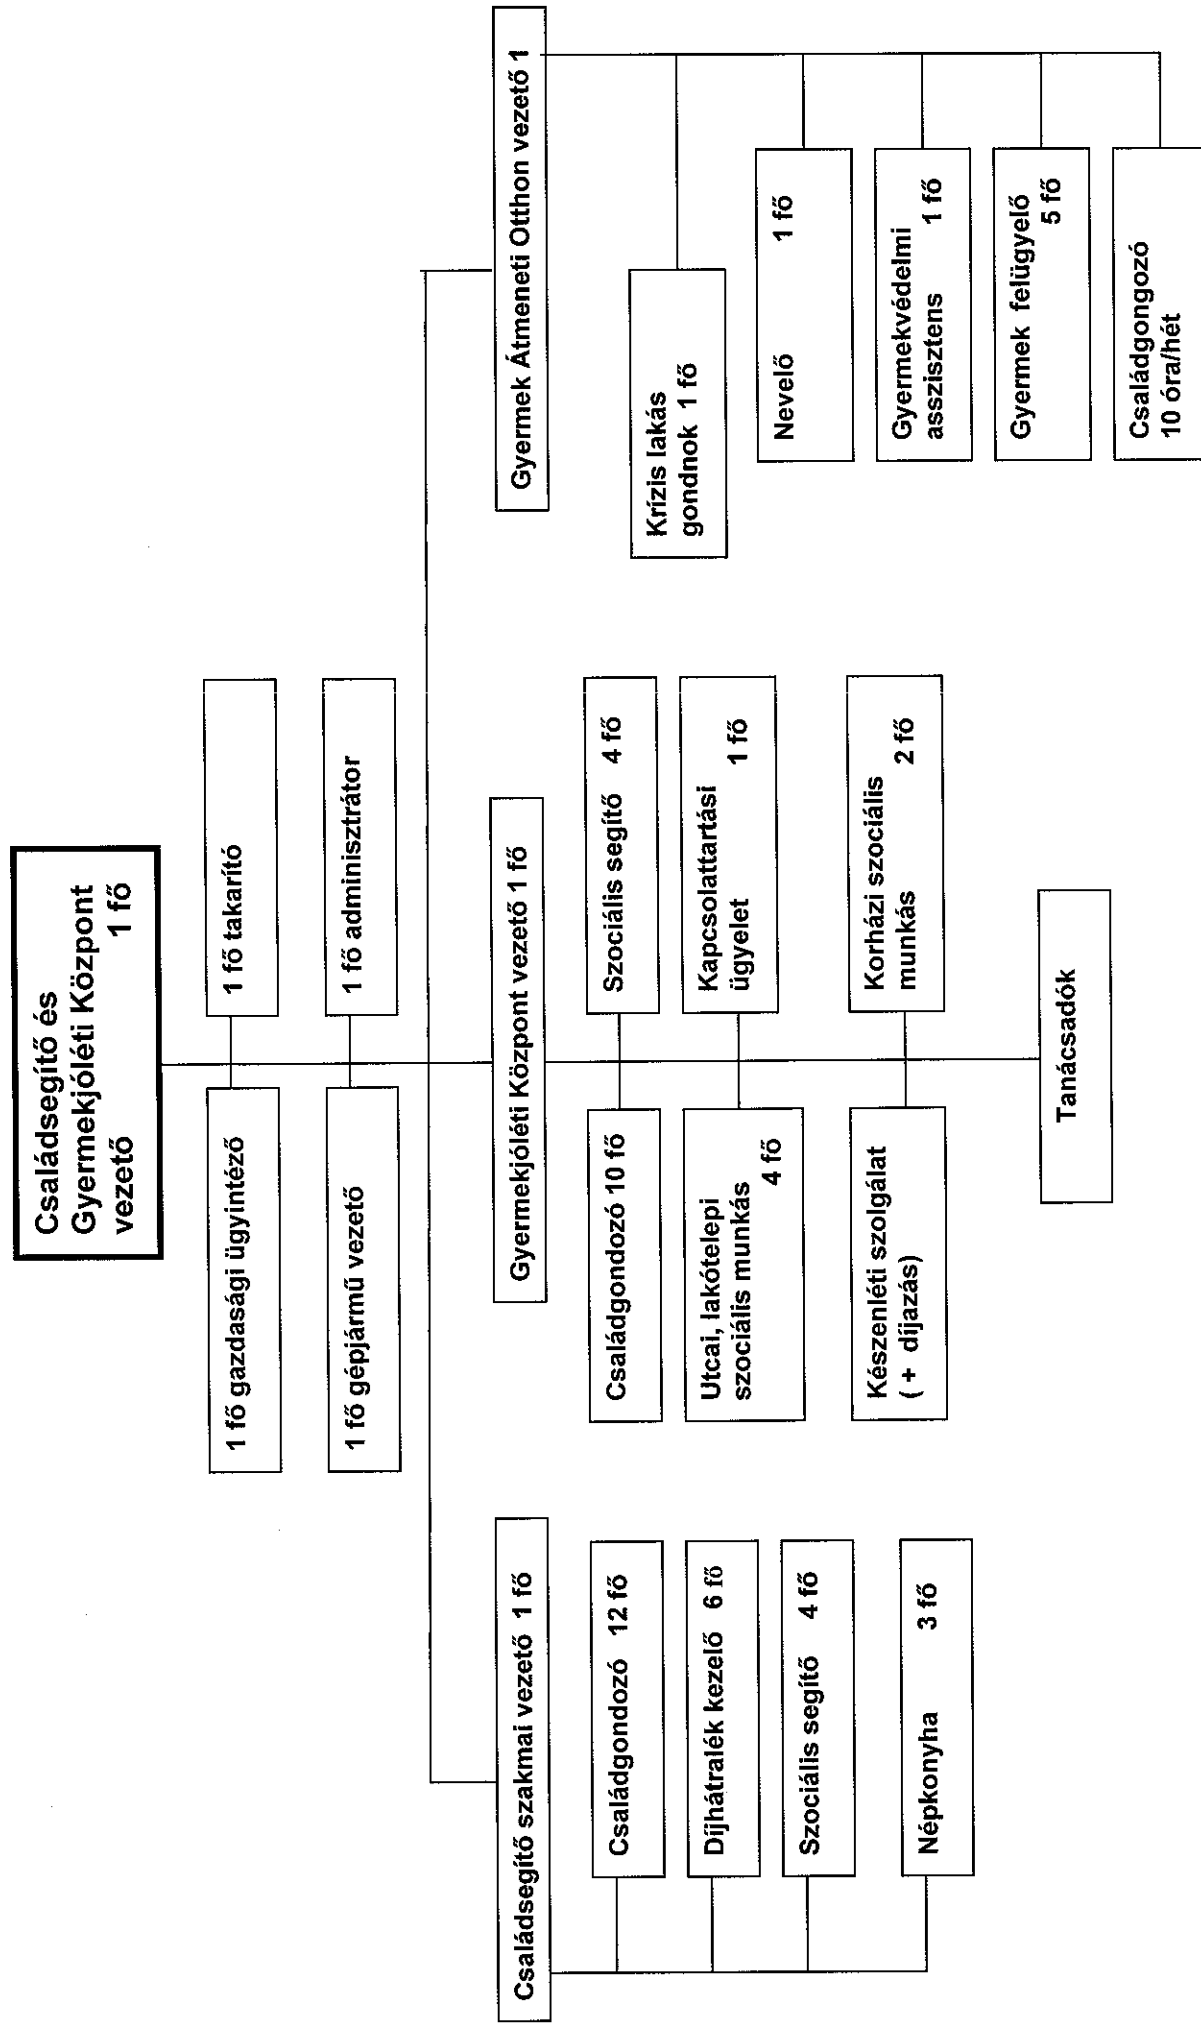 Családsegítő és
Gyermekjóléti Központ
vezető 1 fő
1 fő gazdasági ügyintéző
1 fő takarító
1 fő gépjármű vezető
1 fő adminisztrátor
Családsegítő szakmai vezető 1 fő
Családgondozó 12 fő
Díjhátralék kezelő 6 fő
Szociális segítő 4 fő
Népkonyha 3 fő
Gyermekjóléti Központ vezető 1 fő
Családgondozó 10 fő
Szociális segítő 4 fő
Utcai, lakótelepi
szociális munkás
4 fő
Kapcsolattartási
ügyelet 1 fő
Készenléti szolgálat
( + díjazás)
Korházi szociális
munkás 2 fő
Tanácsadók
Gyermek Átmeneti Otthon vezető 1
Krízis lakás
gondnok 1 fő
Nevelő 1 fő
Gyermekvédelmi
asszisztens 1 fő
Gyermek felügyelő
5 fő
Családgongozó
10 óra/hét